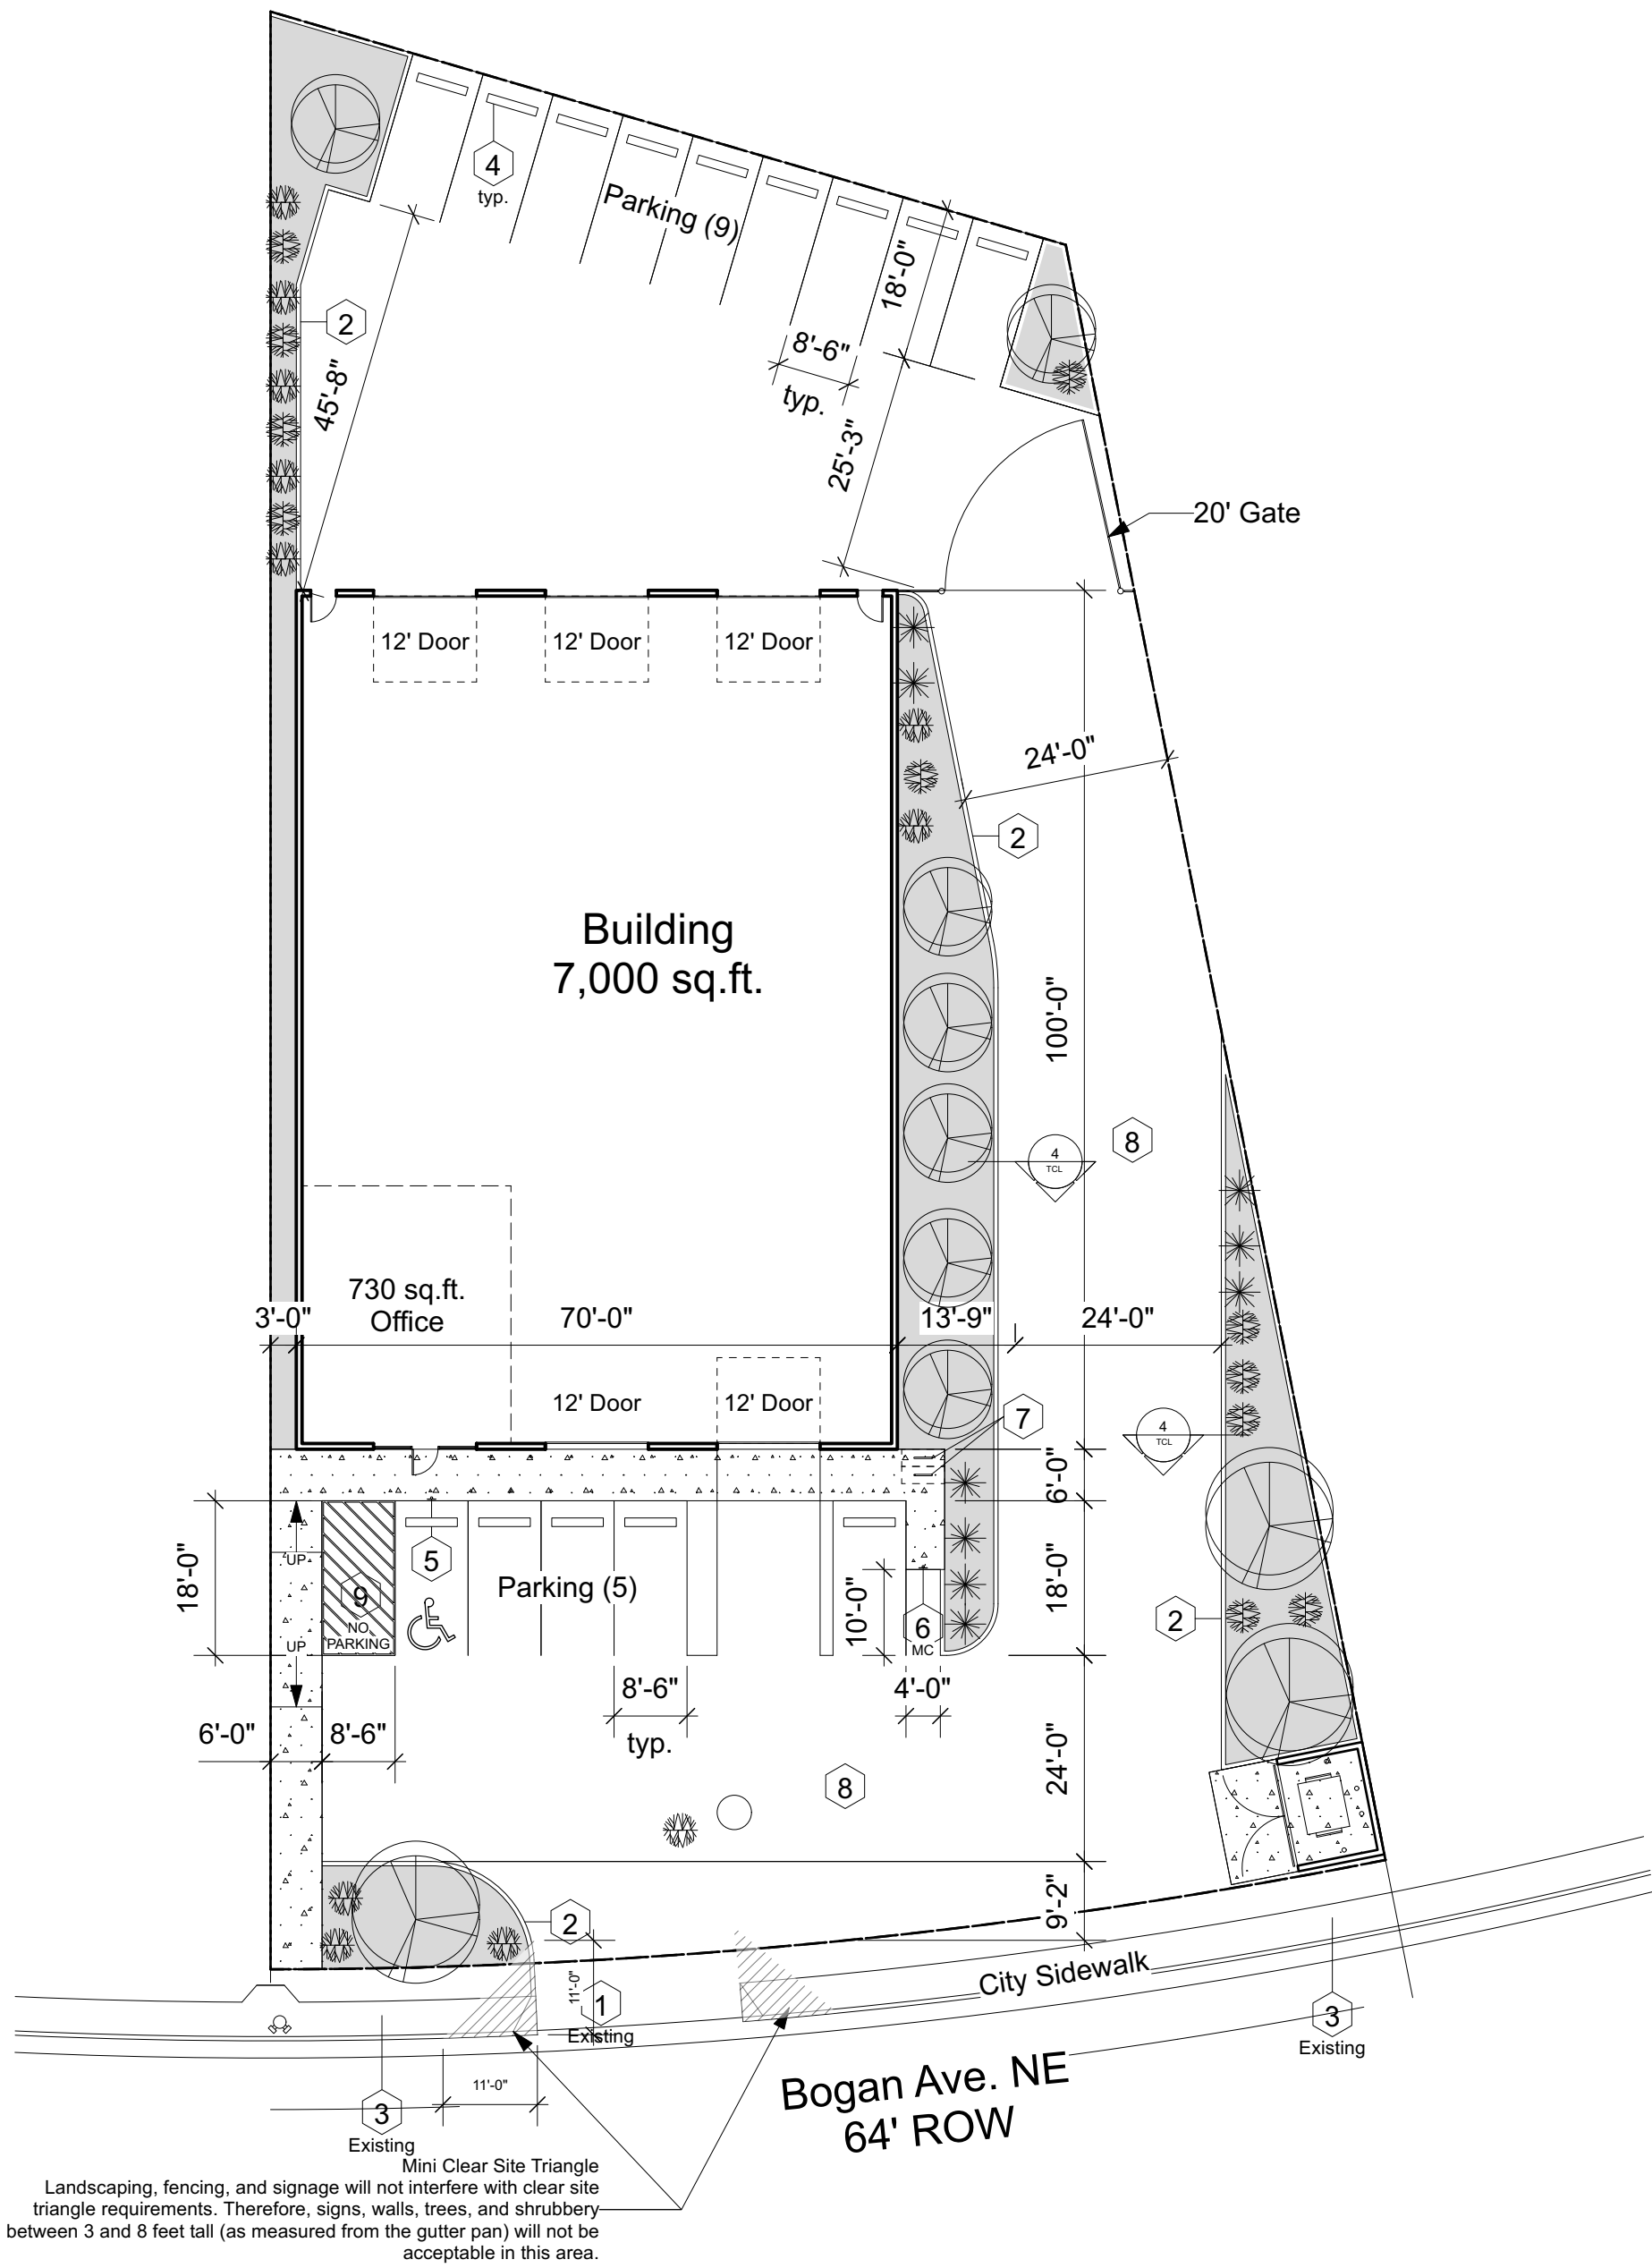 4
typ.
Parking (9)
18'-0"
2
8'-6"
typ.
45'-8"
25'-3"
20' Gate
12' Door
12' Door
12' Door
24'-0"
2
Building
7,000 sq.ft.
100'-0"
4
TCL
8
730 sq.ft.
Office
3'-0"
70'-0"
13'-9"
24'-0"
12' Door
12' Door
7
4
TCL
6'-0"
UP
5
18'-0"
9
NO
PARKING
Parking (5)
10'-0"
6
MC
18'-0"
2
UP
8'-6"
typ.
4'-0"
6'-0"
8'-6"
24'-0"
8
9'-2"
2
11'-0"
1
Existing
City Sidewalk
3
Existing
11'-0"
3
Existing
Bogan Ave. NE
64' ROW
Mini Clear Site Triangle
Landscaping, fencing, and signage will not interfere with clear site
triangle requirements. Therefore, signs, walls, trees, and shrubbery
between 3 and 8 feet tall (as measured from the gutter pan) will not be
acceptable in this area.